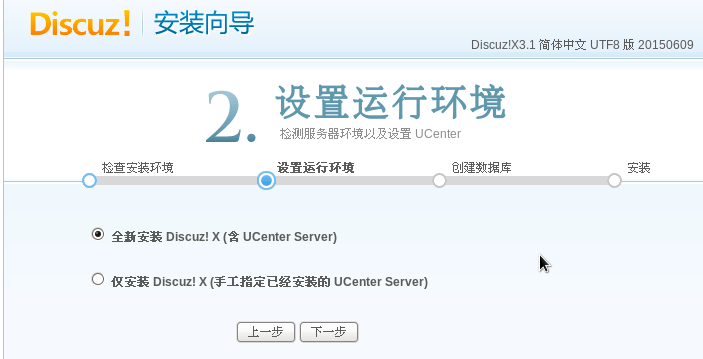 Discuz! 安装向导
Discuz!X3.1 简体中文 UTF8 版 20150609
2. 设置运行环境
检测服务器环境以及设置 UCenter
检查安装环境 设置运行环境 创建数据库 安装
全新安装 Discuz! X (含 UCenter Server)
仅安装 Discuz! X (手工指定已经安装的 UCenter Server)
上一步 下一步